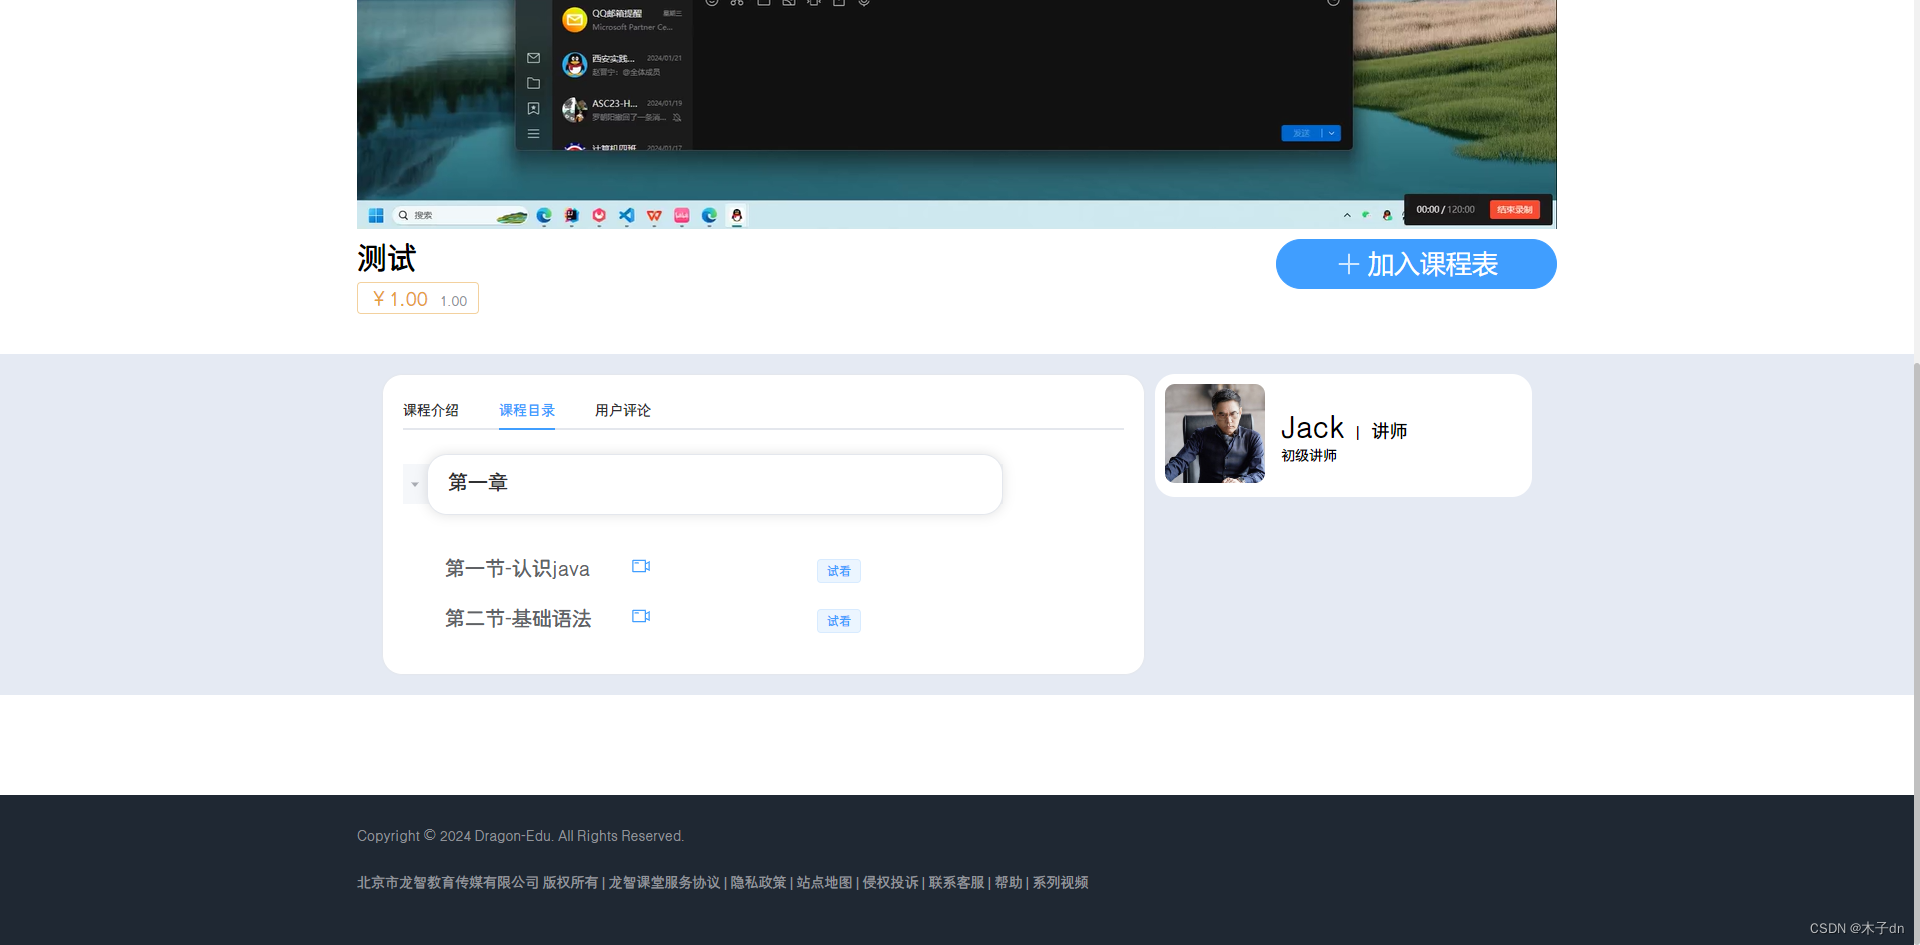 QQ邮箱提醒 星期三
Microsoft Partner Ce...
西安实践... 2024/01/21
赵晋宁：@全体成员
ASC23-H... 2024/01/19
罗朝阳撤回了一条消...
计算机四班 2024/01/17
发送
搜索
00:00 / 120:00 结束录制
测试
加入课程表
￥1.00 1.00
课程介绍 课程目录 用户评论
Jack | 讲师
初级讲师
第一章
第一节-认识java 试看
第二节-基础语法 试看
Copyright © 2024 Dragon-Edu. All Rights Reserved.
北京市龙智教育传媒有限公司 版权所有 | 龙智课堂服务协议 | 隐私政策 | 站点地图 | 侵权投诉 | 联系客服 | 帮助 | 系列视频
CSDN @木子dn